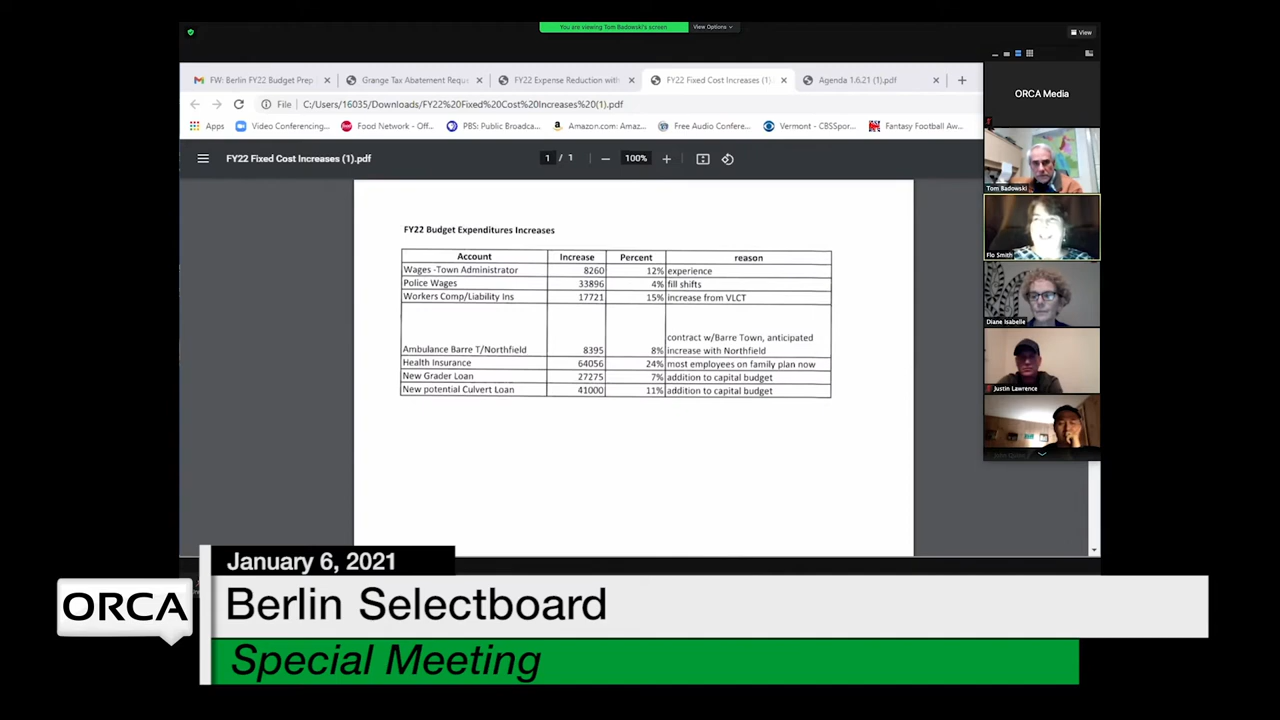 You are viewing Tom Badowski's screen View Options
View
FW: Berlin FY22 Budget Prep
Grange Tax Abatement Requ
FY22 Expense Reduction with
FY22 Fixed Cost Increases (1)
Agenda 1.6.21 (1).pdf
File C:/Users/16035/Downloads/FY22%20Fixed%20Cost%20Increases%20(1).pdf
Apps Video Conferencing... Food Network - Off... PBS: Public Broadca... Amazon.com: Amaz... Free Audio Confere... Vermont - CBSSpor... Fantasy Football Aw...
FY22 Fixed Cost Increases (1).pdf 1 / 1 100%
FY22 Budget Expenditures Increases
Account Increase Percent reason
Wages -Town Administrator 8260 12% experience
Police Wages 33896 4% fill shifts
Workers Comp/Liability Ins 17721 15% increase from VLCT
contract w/Barre Town, anticipated
Ambulance Barre T/Northfield 8395 8% increase with Northfield
Health Insurance 64056 24% most employees on family plan now
New Grader Loan 27275 7% addition to capital budget
New potential Culvert Loan 41000 11% addition to capital budget
ORCA Media
Tom Badowski
Flo Smith
Diane Isabelle
Justin Lawrence
January 6, 2021
ORCA
Berlin Selectboard
Special Meeting